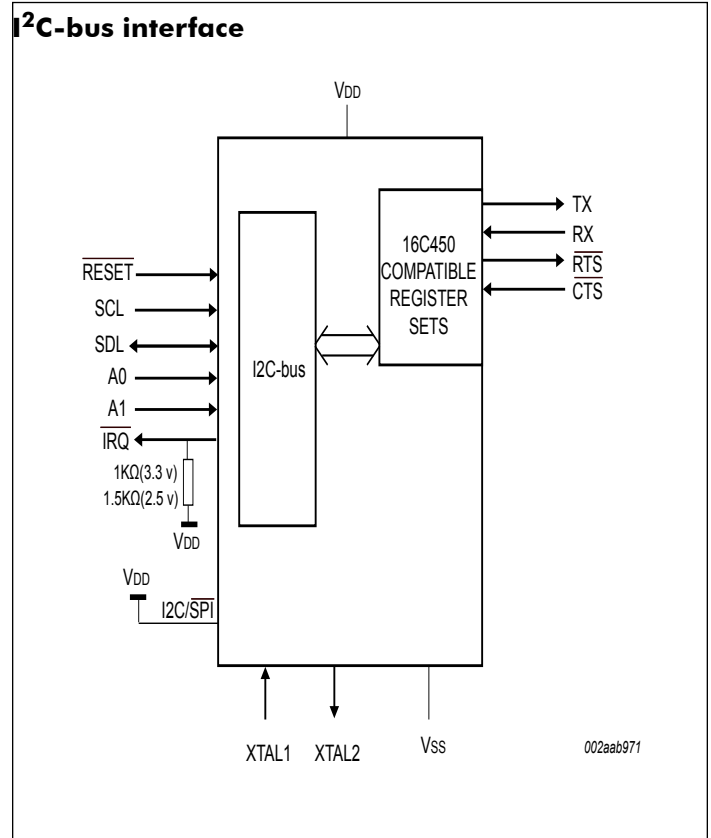 I²C-bus interface
VDD
TX
RX
RTS
CTS
16C450
COMPATIBLE
REGISTER
SETS
RESET
SCL
SDL
A0
A1
IRQ
I2C-bus
1KΩ(3.3 v)
1.5KΩ(2.5 v)
VDD
VDD
I2C/SPI
XTAL1
XTAL2
VSS
002aab971